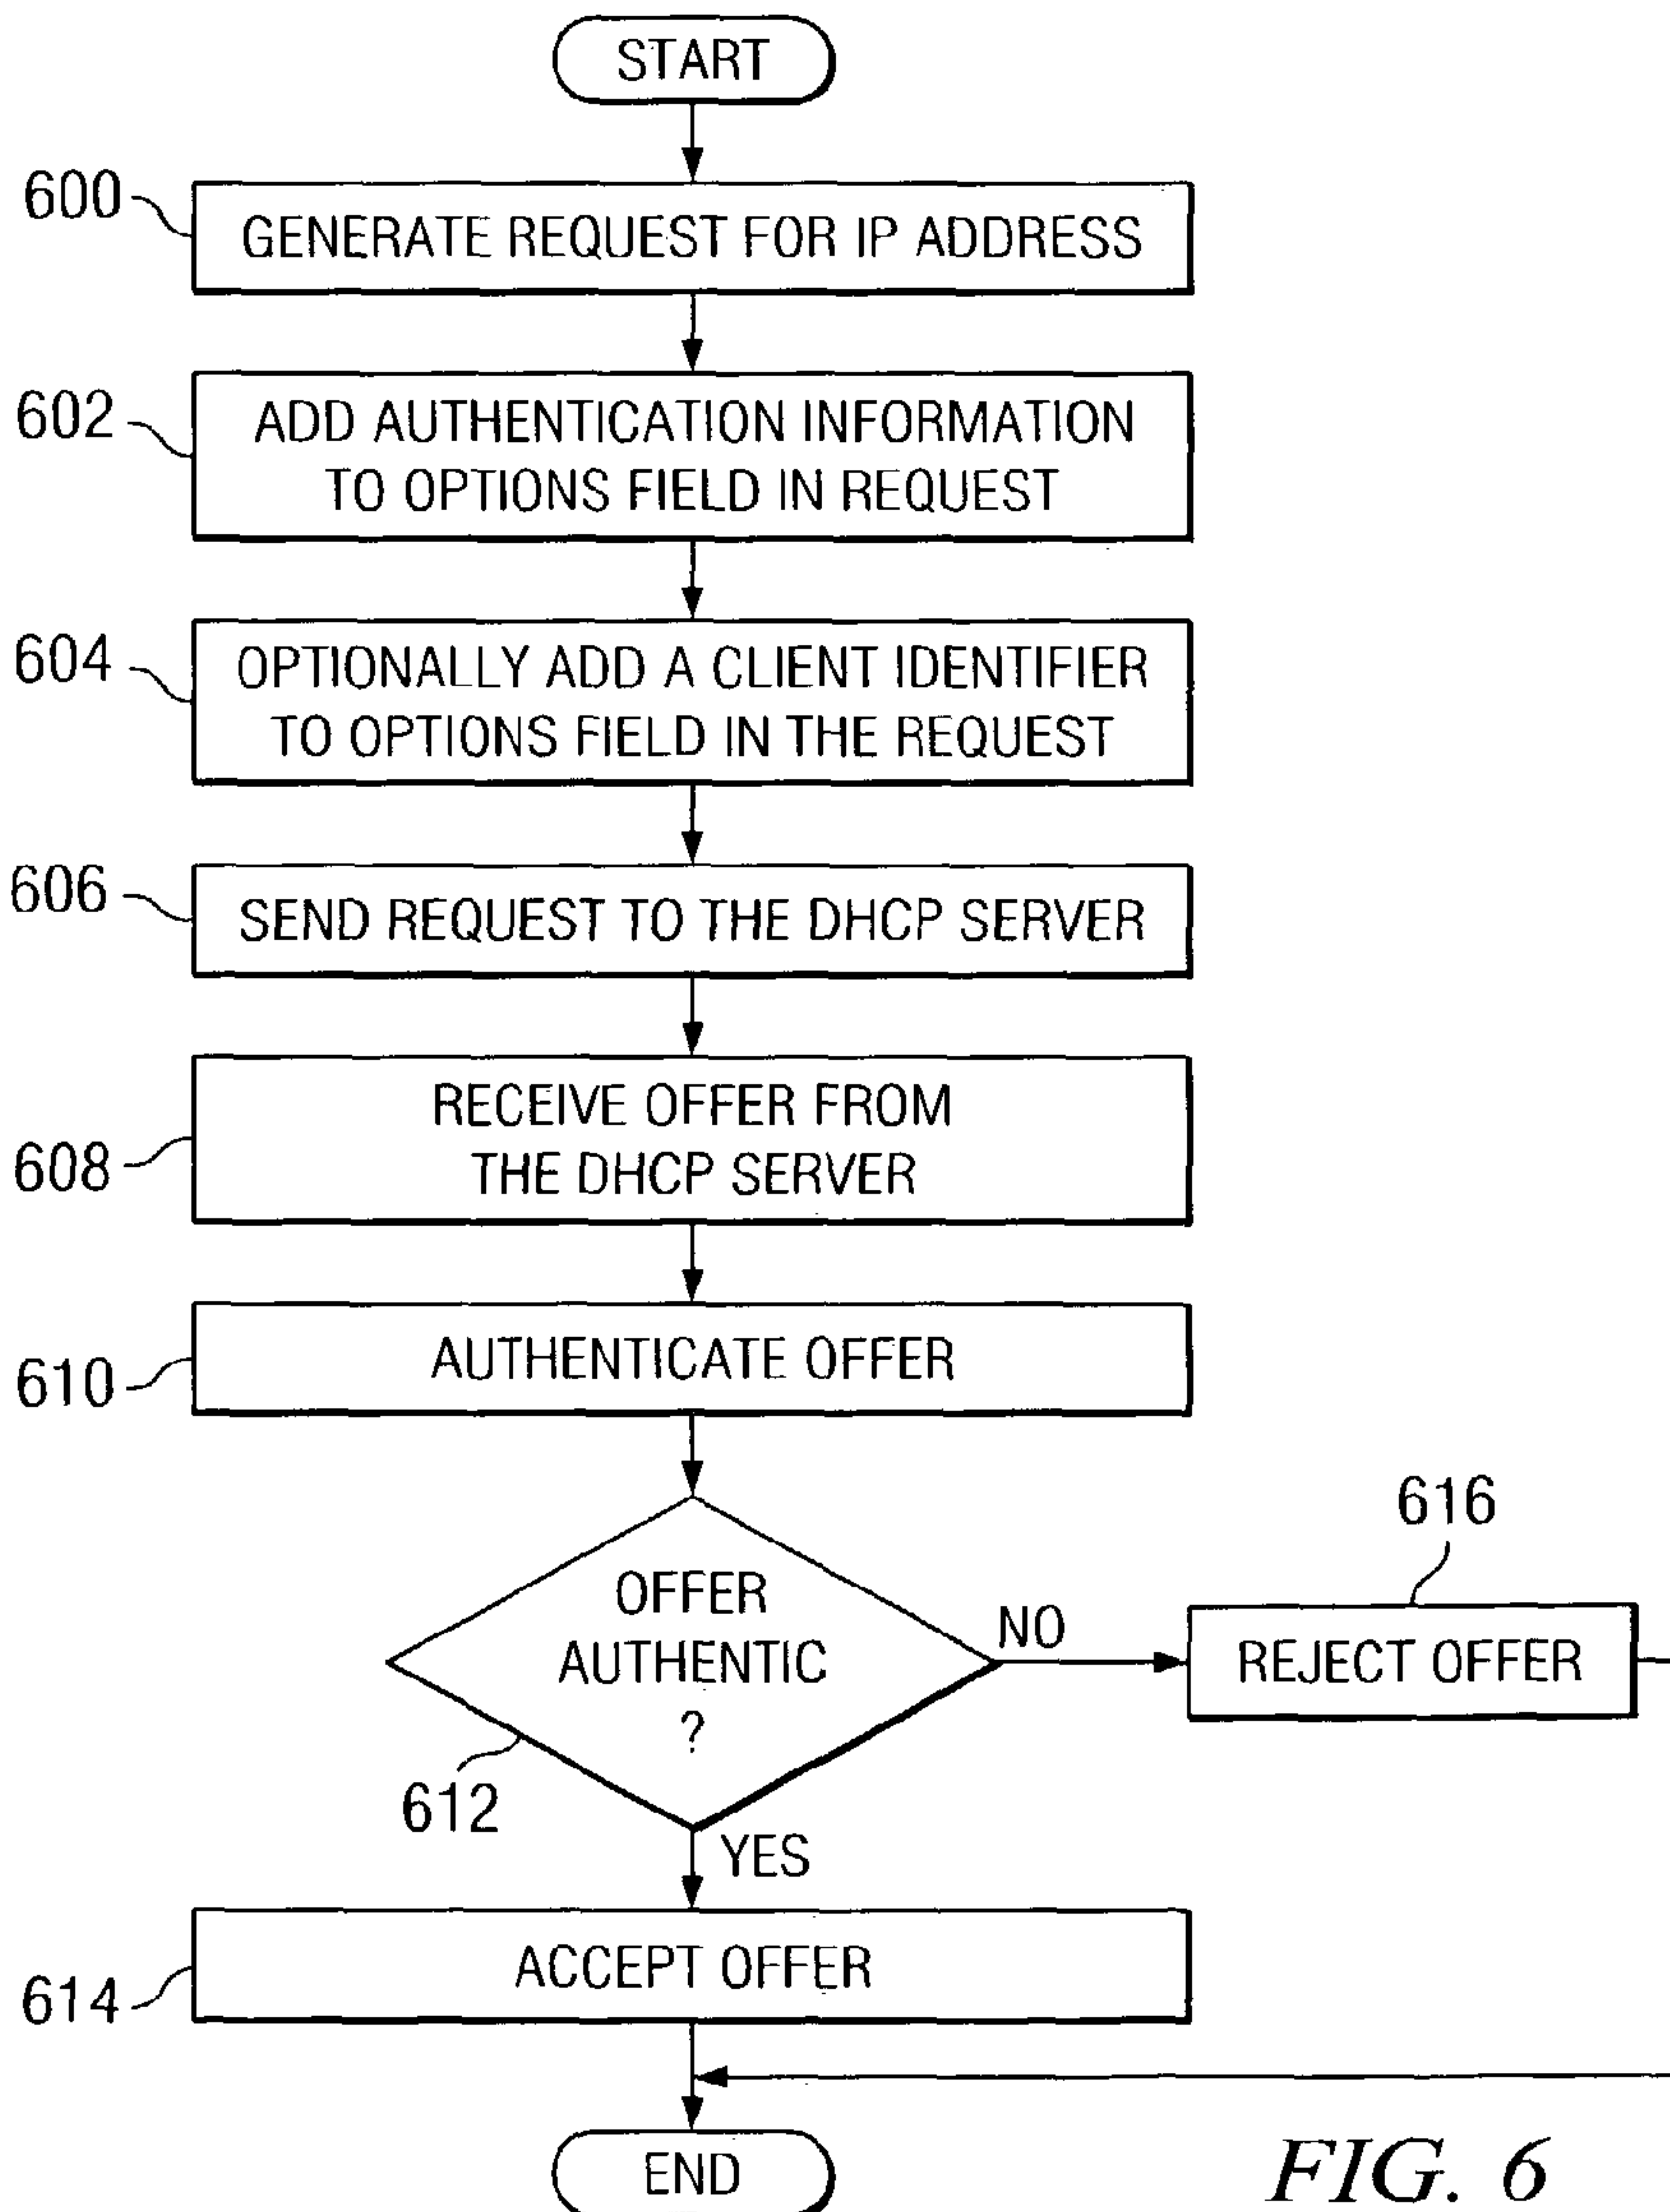 START
600
GENERATE REQUEST FOR IP ADDRESS
602
ADD AUTHENTICATION INFORMATION
TO OPTIONS FIELD IN REQUEST
604
OPTIONALLY ADD A CLIENT IDENTIFIER
TO OPTIONS FIELD IN THE REQUEST
606
SEND REQUEST TO THE DHCP SERVER
608
RECEIVE OFFER FROM
THE DHCP SERVER
610
AUTHENTICATE OFFER
612
OFFER
AUTHENTIC
?
NO
616
REJECT OFFER
YES
614
ACCEPT OFFER
END
FIG. 6